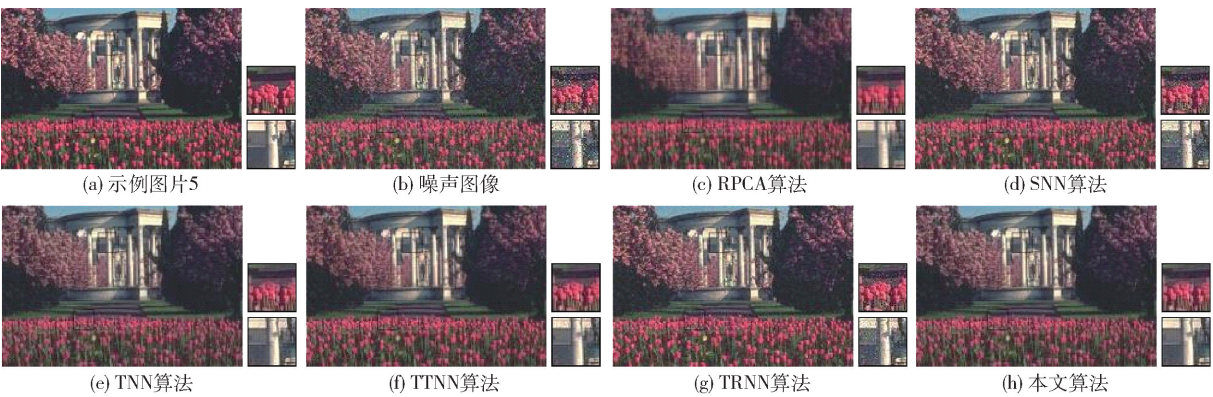 (a) 示例图片5
(b) 噪声图像
(c) RPCA算法
(d) SNN算法
(e) TNN算法
(f) TTNN算法
(g) TRNN算法
(h) 本文算法